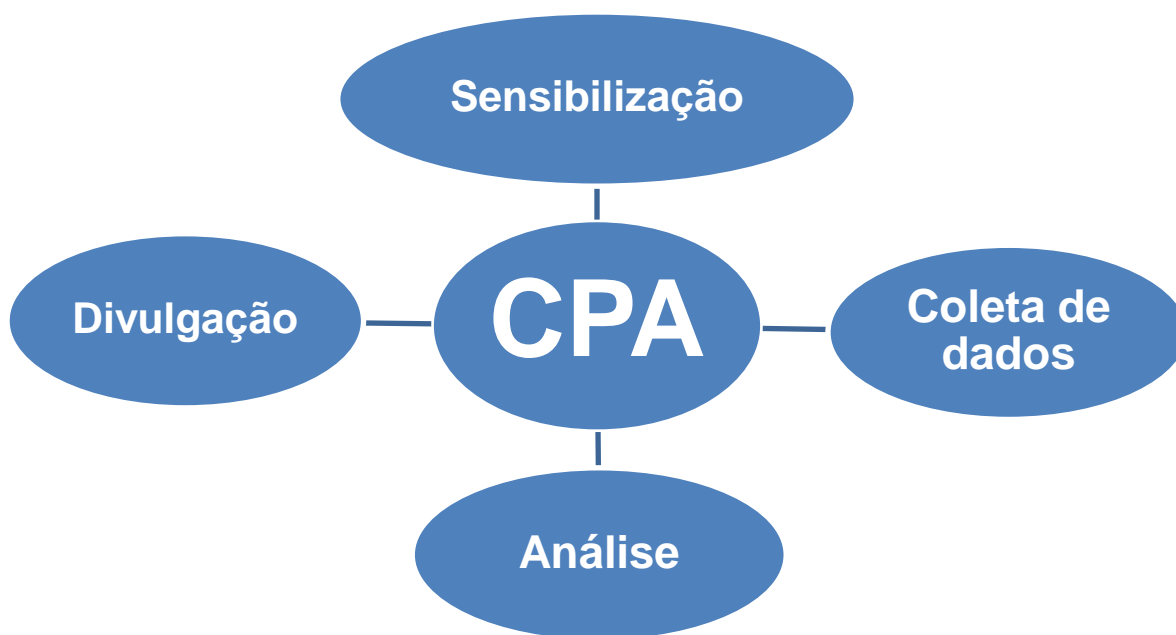 Sensibilização
Divulgação
CPA
Coleta de
dados
Análise